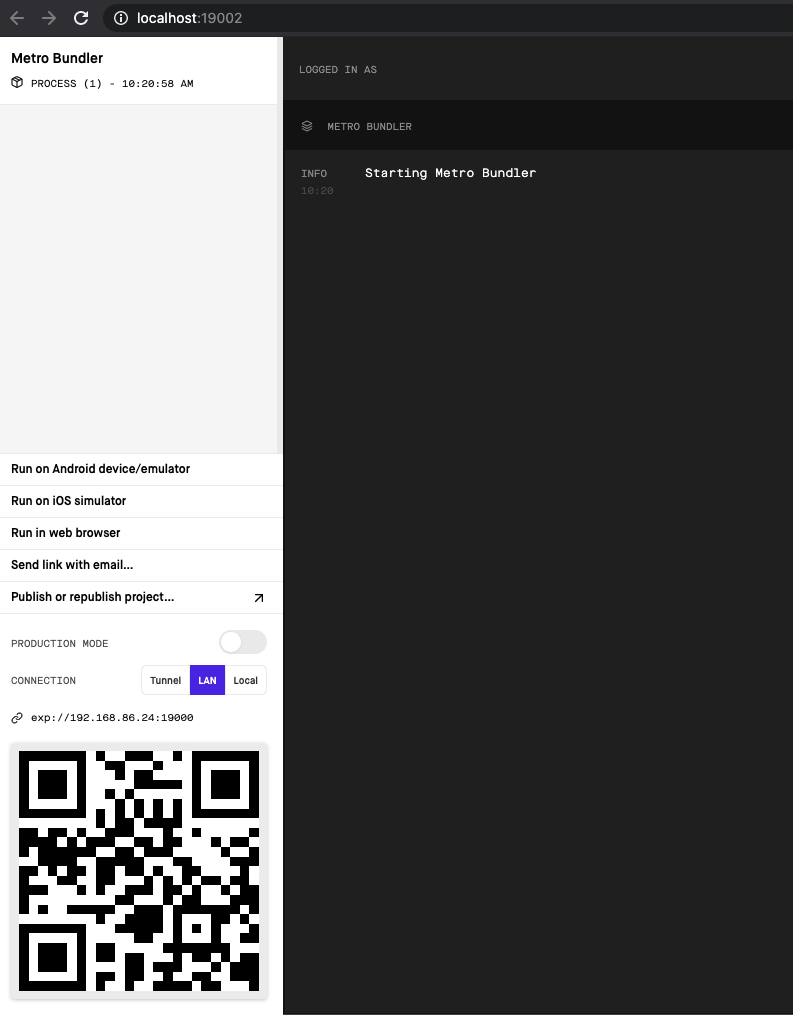 localhost:19002
Metro Bundler
PROCESS (1) - 10:20:58 AM
Run on Android device/emulator
Run on iOS simulator
Run in web browser
Send link with email...
Publish or republish project...
PRODUCTION MODE
CONNECTION Tunnel LAN Local
exp://192.168.86.24:19000
LOGGED IN AS
METRO BUNDLER
INFO Starting Metro Bundler
10:20